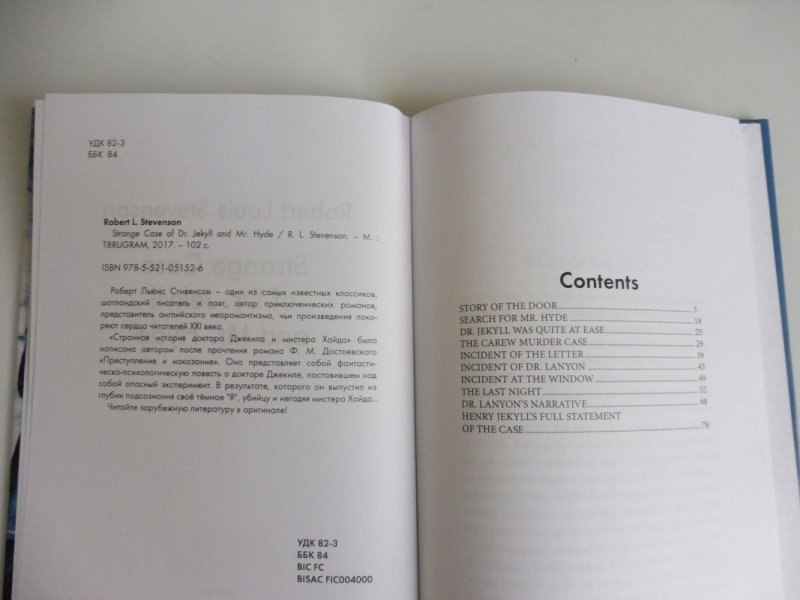 УДК 82-3
ББК 84
Robert L. Stevenson
Strange Case of Dr. Jekyll and Mr. Hyde / R. L. Stevenson. – М. :
T8RUGRAM, 2017. – 102 с.
ISBN 978-5-521-05152-6
Роберт Льюис Стивенсон – один из самых известных классиков,
шотландский писатель и поэт, автор приключенческих романов,
представитель английского неоромантизма, чьи произведения поко-
ряют сердца читателей XXI века.
«Странная история доктора Джекила и мистера Хайда» была
написана автором после прочтения романа Ф. М. Достоевского
«Преступление и наказание». Она представляет собой фантасти-
ческо-психологическую повесть о докторе Джекиле, поставившем над
собой опасный эксперимент. В результате, которого он выпустил из
глубин подсознания своё тёмное "Я", убийцу и негодяя мистера Хайда...
Читайте зарубежную литературу в оригинале!
УДК 82-3
ББК 84
BIC FC
BISAC FIC004000
Contents
STORY OF THE DOOR 5
SEARCH FOR MR. HYDE 14
DR. JEKYLL WAS QUITE AT EASE 25
THE CAREW MURDER CASE 29
INCIDENT OF THE LETTER 36
INCIDENT OF DR. LANYON 43
INCIDENT AT THE WINDOW 49
THE LAST NIGHT 52
DR. LANYON'S NARRATIVE 68
HENRY JEKYLL'S FULL STATEMENT
OF THE CASE 78